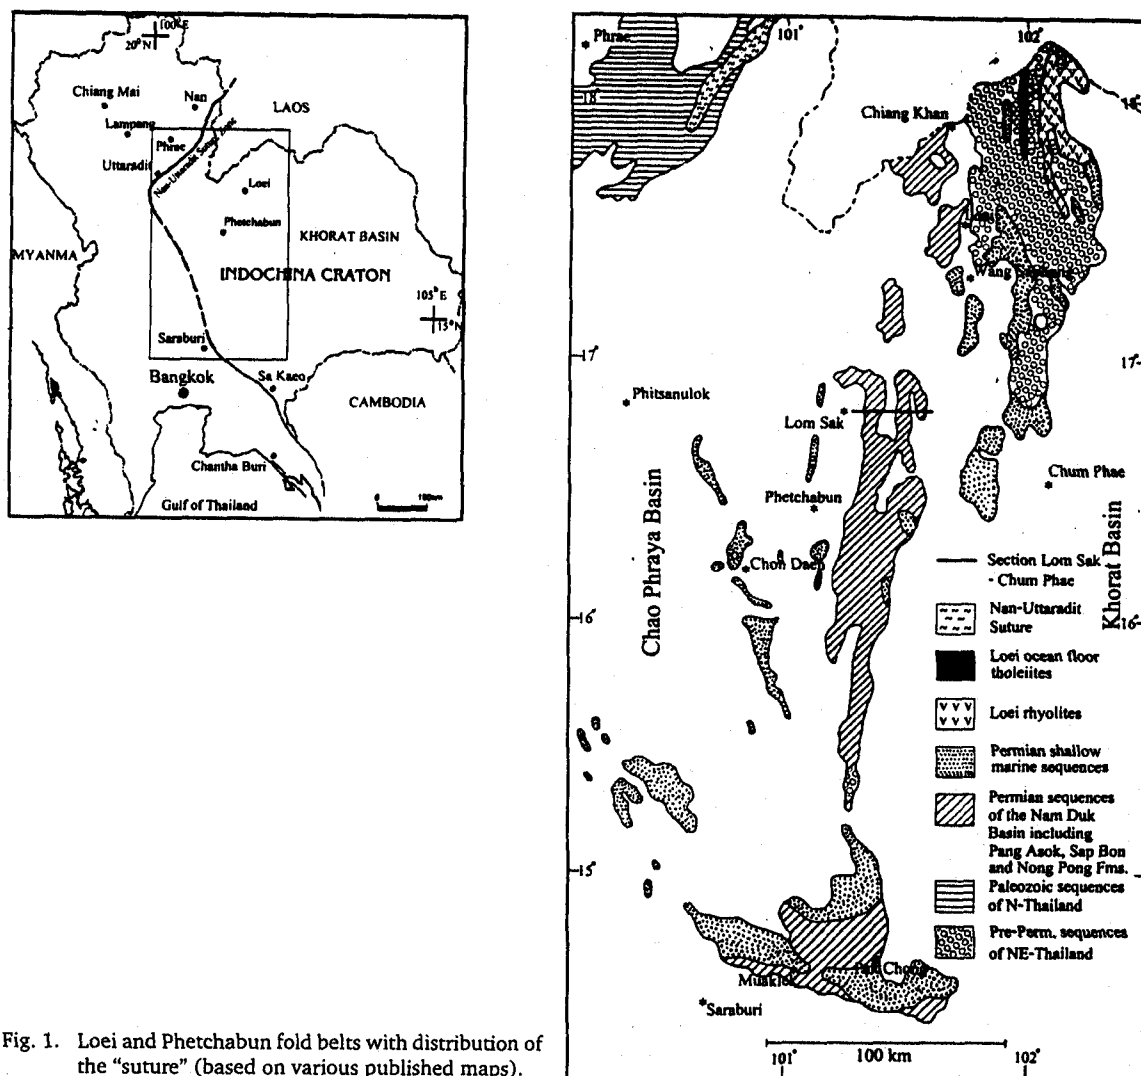 100°E
20°N
Chiang Mai
Nan
LAOS
Lampang
Phrae
Nan-Uttaradit Suture Zone
Uttaradit
Loei
Phetchabun
KHORAT BASIN
MYANMA
INDOCHINA CRATON
105°E
15°N
Saraburi
Bangkok
Sa Kaeo
CAMBODIA
Chantha Buri
Gulf of Thailand
0 100km
Fig. 1. Loei and Phetchabun fold belts with distribution of
the “suture” (based on various published maps).
101°
102°
Phrae
18°
18°
Chiang Khan
Loei
Wang Saphung
17°
17°
Phitsanulok
Lom Sak
Chum Phae
Phetchabun
Chao Phraya Basin
Khorat Basin
Chon Daen
16°
16°
15°
Muaklek
Pak Chong
Saraburi
Section Lom Sak
- Chum Phae
Nan-Uttaradit
Suture
Loei ocean floor
tholeiites
Loei rhyolites
Permian shallow
marine sequences
Permian sequences
of the Nam Duk
Basin including
Pang Asok, Sap Bon
and Nong Pong Fms.
Paleozoic sequences
of N-Thailand
Pre-Perm. sequences
of NE-Thailand
101°
100 km
102°